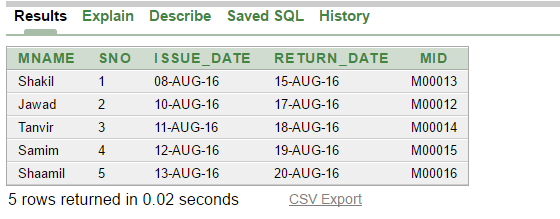 Results Explain Describe Saved SQL History
MNAME SNO ISSUE_DATE RETURN_DATE MID
Shakil 1 08-AUG-16 15-AUG-16 M00013
Jawad 2 10-AUG-16 17-AUG-16 M00012
Tanvir 3 11-AUG-16 18-AUG-16 M00014
Samim 4 12-AUG-16 19-AUG-16 M00015
Shaamil 5 13-AUG-16 20-AUG-16 M00016
5 rows returned in 0.02 seconds CSV Export